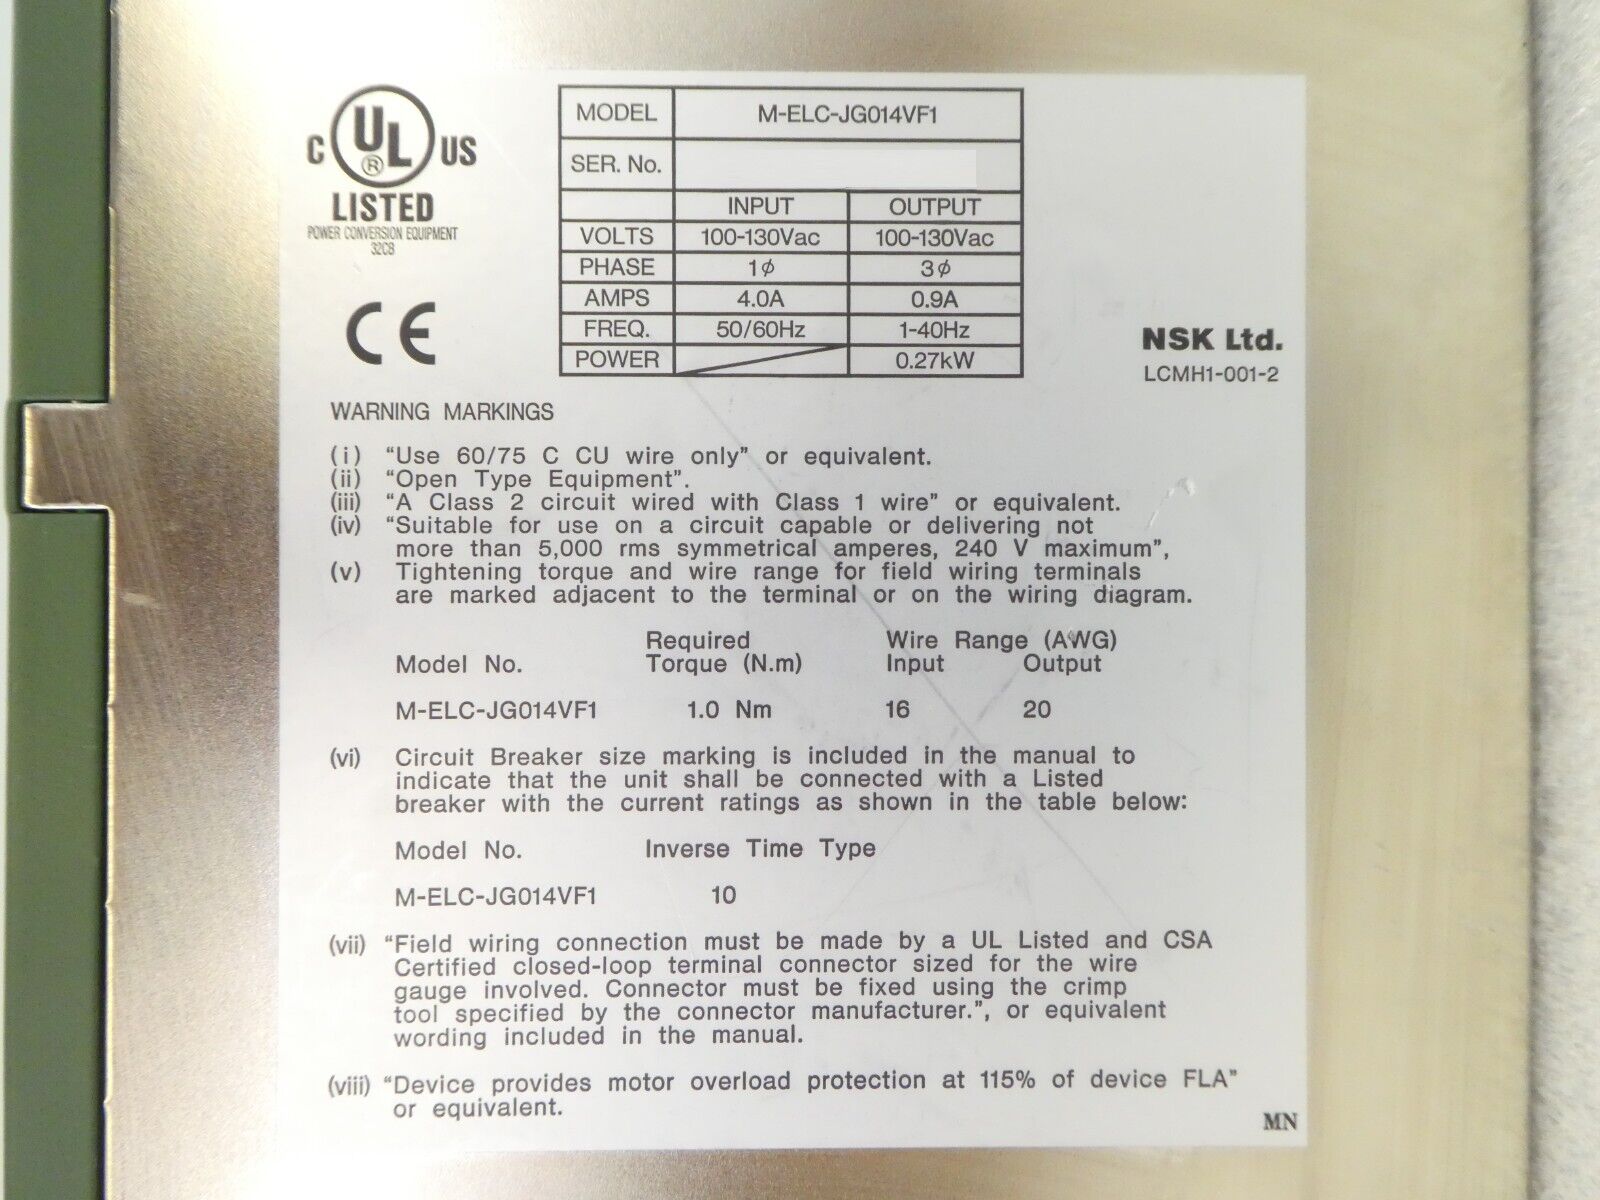 C UL ® US
LISTED
POWER CONVERSION EQUIPMENT
32C8
CE
MODEL M-ELC-JG014VF1
SER. No.
INPUT OUTPUT
VOLTS 100-130Vac 100-130Vac
PHASE 1φ 3φ
AMPS 4.0A 0.9A
FREQ. 50/60Hz 1-40Hz
POWER 0.27kW
NSK Ltd.
LCMH1-001-2
WARNING MARKINGS
(i) “Use 60/75 C CU wire only” or equivalent.
(ii) “Open Type Equipment”.
(iii) “A Class 2 circuit wired with Class 1 wire” or equivalent.
(iv) “Suitable for use on a circuit capable or delivering not
more than 5,000 rms symmetrical amperes, 240 V maximum”,
(v) Tightening torque and wire range for field wiring terminals
are marked adjacent to the terminal or on the wiring diagram.
Required Wire Range (AWG)
Model No. Torque (N.m) Input Output
M-ELC-JG014VF1 1.0 Nm 16 20
(vi) Circuit Breaker size marking is included in the manual to
indicate that the unit shall be connected with a Listed
breaker with the current ratings as shown in the table below:
Model No. Inverse Time Type
M-ELC-JG014VF1 10
(vii) “Field wiring connection must be made by a UL Listed and CSA
Certified closed-loop terminal connector sized for the wire
gauge involved. Connector must be fixed using the crimp
tool specified by the connector manufacturer.”, or equivalent
wording included in the manual.
(viii) “Device provides motor overload protection at 115% of device FLA”
or equivalent.
MN